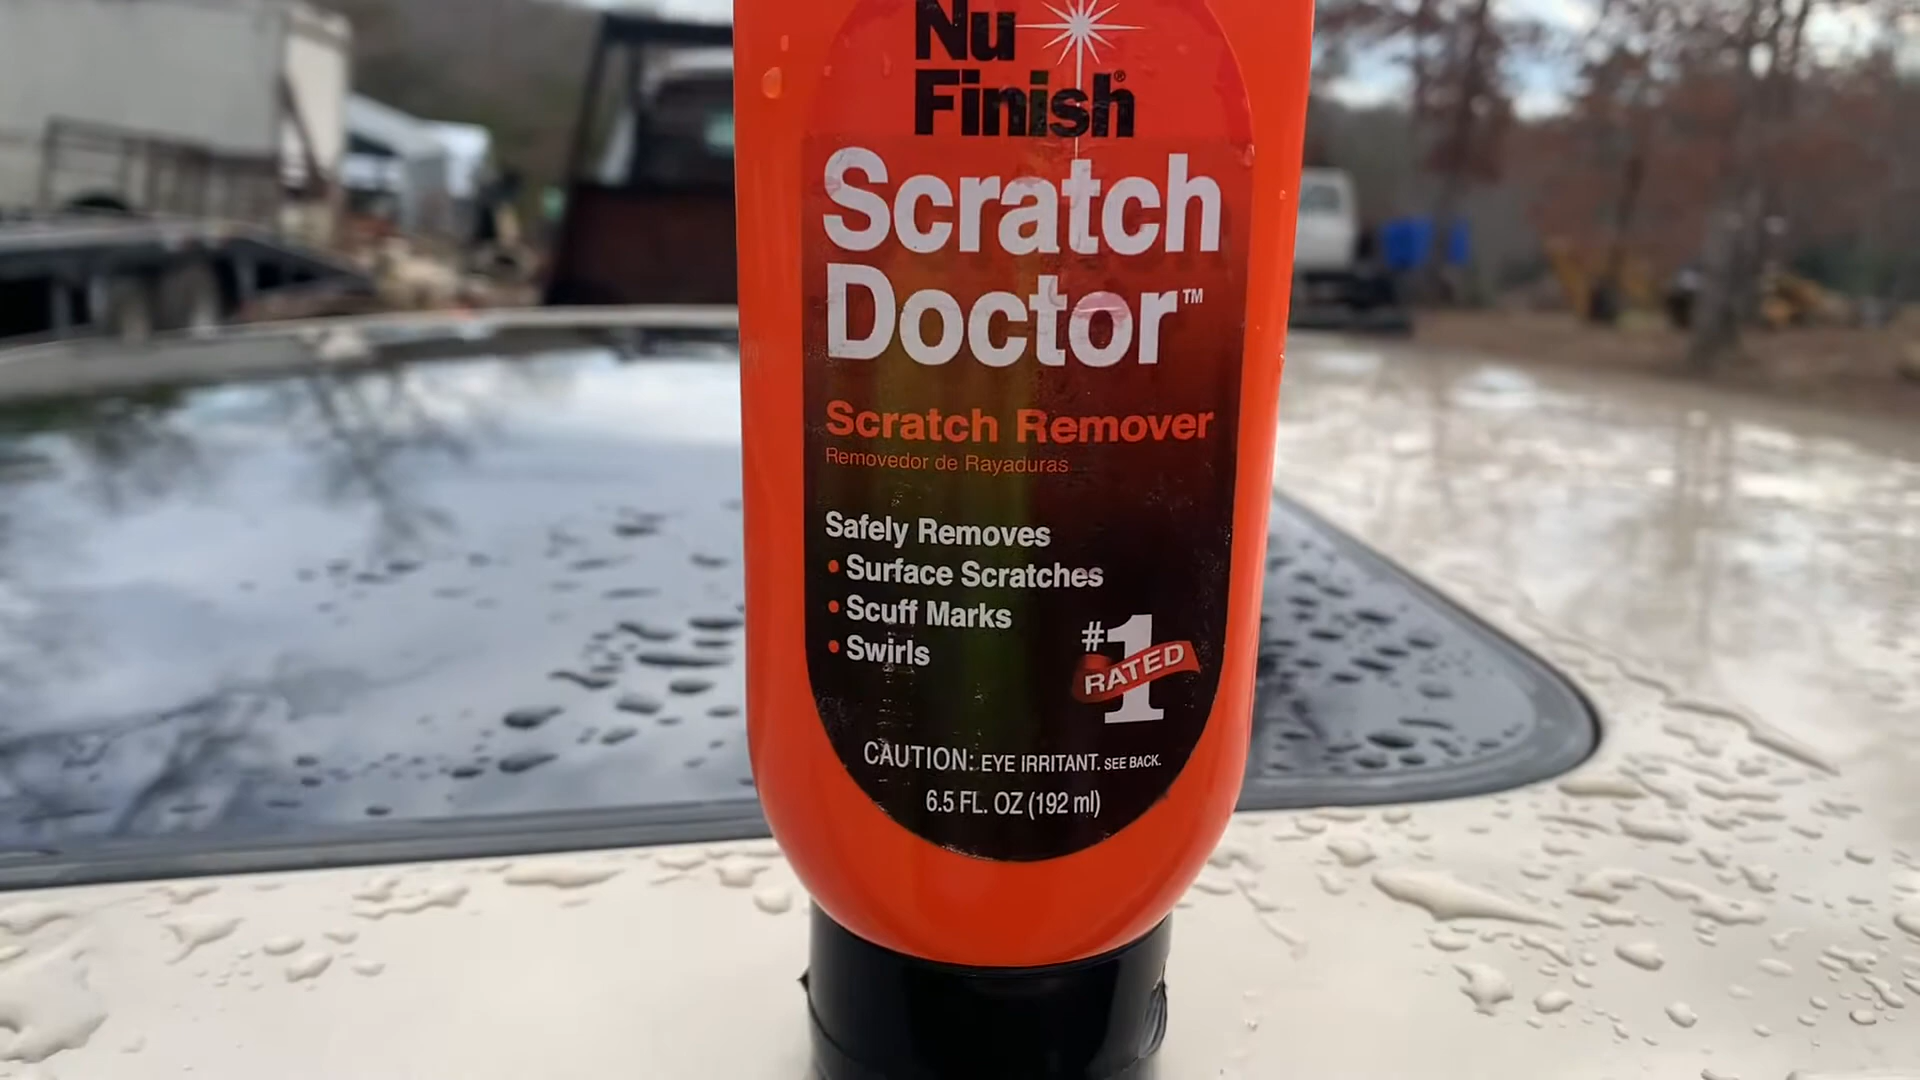 Nu
Finish®
Scratch
Doctor™
Scratch Remover
Removedor de Rayaduras
Safely Removes
• Surface Scratches
• Scuff Marks
• Swirls
#1
RATED
CAUTION: EYE IRRITANT. SEE BACK.
6.5 FL. OZ (192 ml)